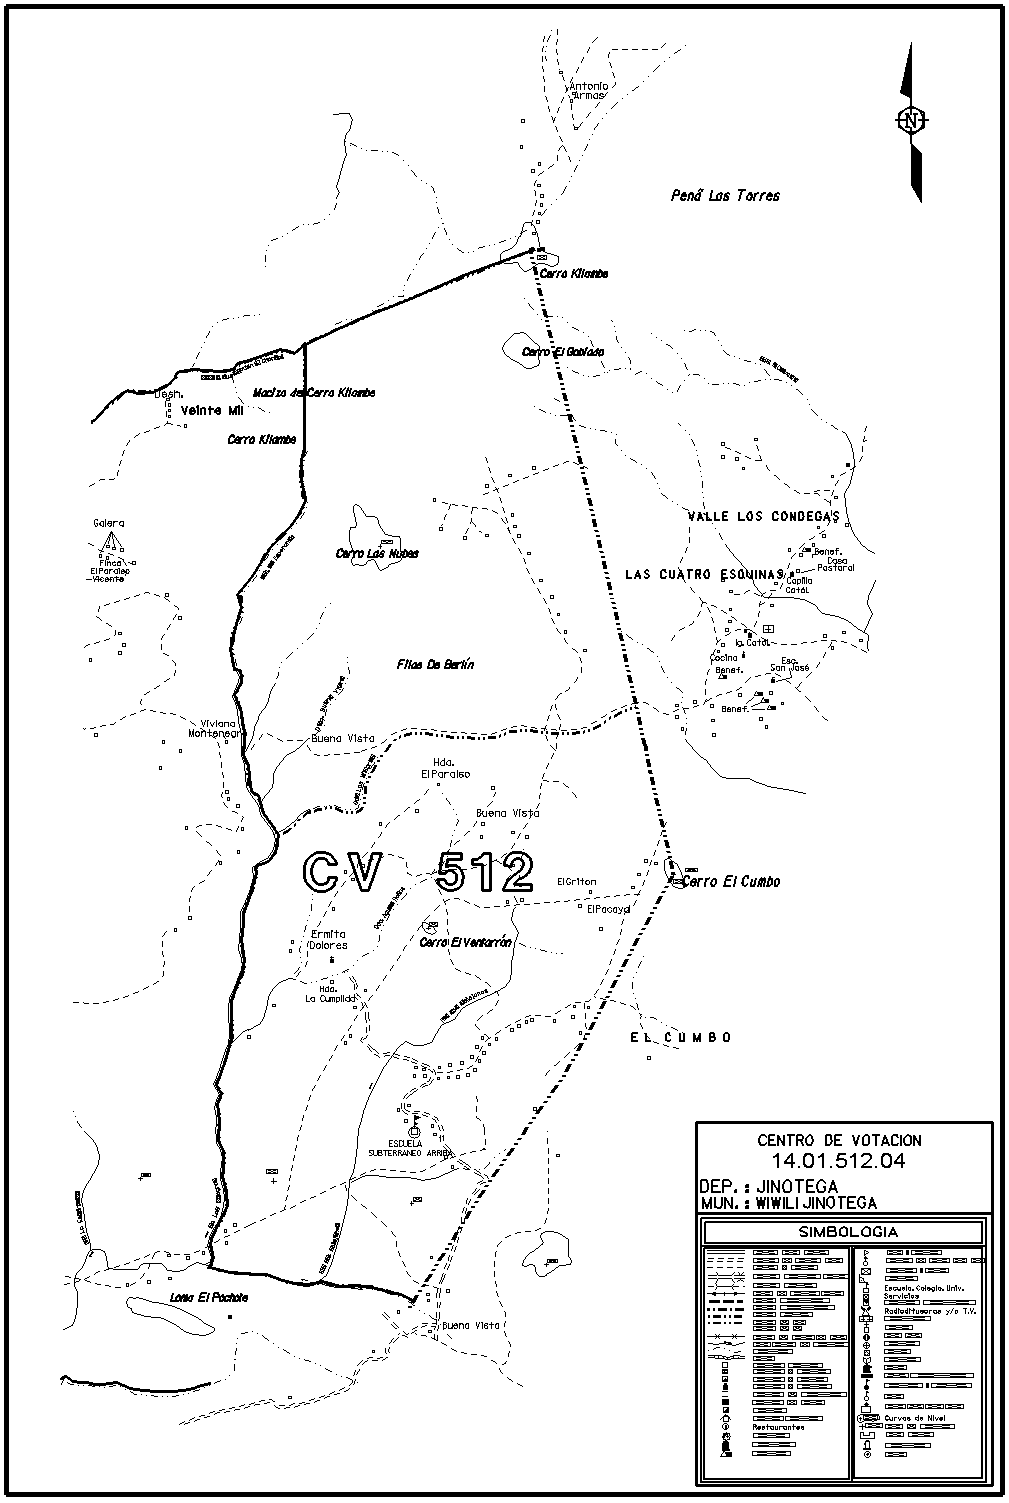 Antonio
Armas
N
Pená Las Torres
Cerro Kilambe
Cerro El Goblado
Desh.
Macizo de Cerro Kilambe
Veinte Mil
Cerro Kilambe
VALLE LOS CONDEGAS
Galera
Cerro Las Nubes
Benef.
Casa
Pastoral
Finca
El Paraiso
Vicente
LAS CUATRO ESQUINAS
Capilla
Catól.
Ig. Catól.
Cocina
Benef.
Esc.
San José
Filas De Berlín
Benef.
Viviana
Montenegr
Buena Vista
Hda.
El Paraiso
Buena Vista
CV 512
El Griton
Cerro El Cumbo
El Pacaya
Ermita
Dolores
Cerro El Ventarrón
Hda.
La Cumplida
EL CUMBO
ESCUELA
SUBTERRANEO ARRIBA
Loma El Pochote
Buena Vista
CENTRO DE VOTACION
14.01.512.04
DEP. : JINOTEGA
MUN. : WIWILI JINOTEGA
SIMBOLOGIA
Escuela, Colegio, Univ.
Servicios
Radiodifusoras y/o T.V.
Curvas de Nivel
Restaurantes